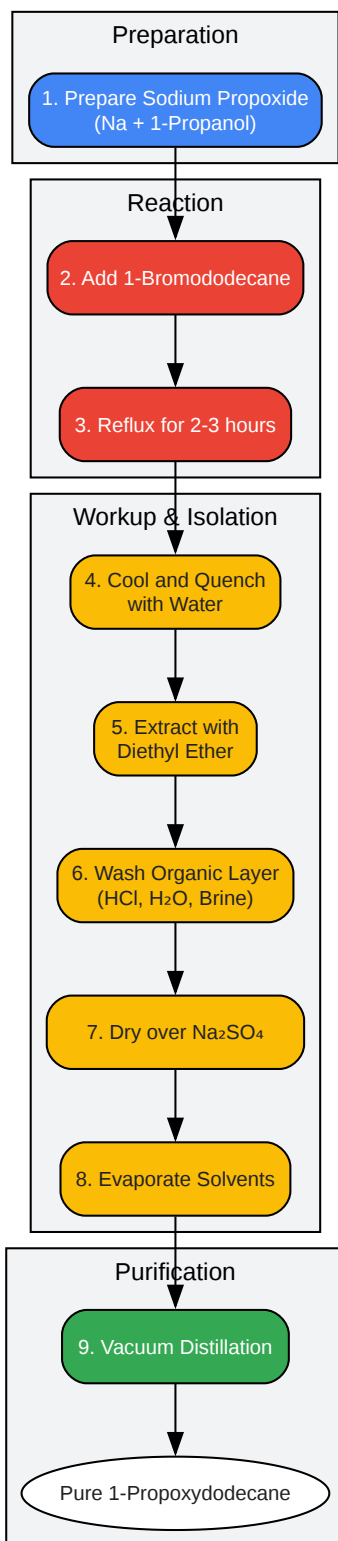 Preparation
1. Prepare Sodium Propoxide
(Na + 1-Propanol)
Reaction
2. Add 1-Bromododecane
3. Reflux for 2-3 hours
Workup & Isolation
4. Cool and Quench
with Water
5. Extract with
Diethyl Ether
6. Wash Organic Layer
(HCl, H₂O, Brine)
7. Dry over Na₂SO₄
8. Evaporate Solvents
Purification
9. Vacuum Distillation
Pure 1-Propoxydodecane